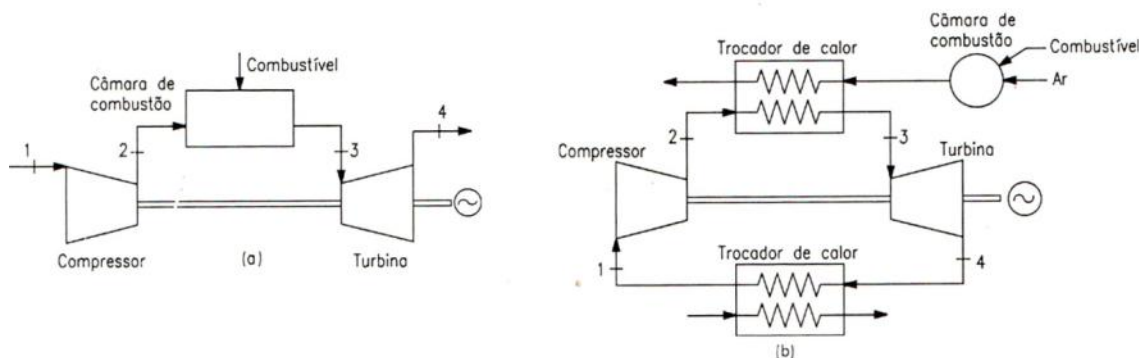 Câmara de
combustão
Combustível
1
2
3
4
Compressor
(a)
Turbina
Trocador de calor
Câmara de
combustão
Combustível
Ar
2
3
Compressor
Turbina
1
Trocador de calor
4
(b)